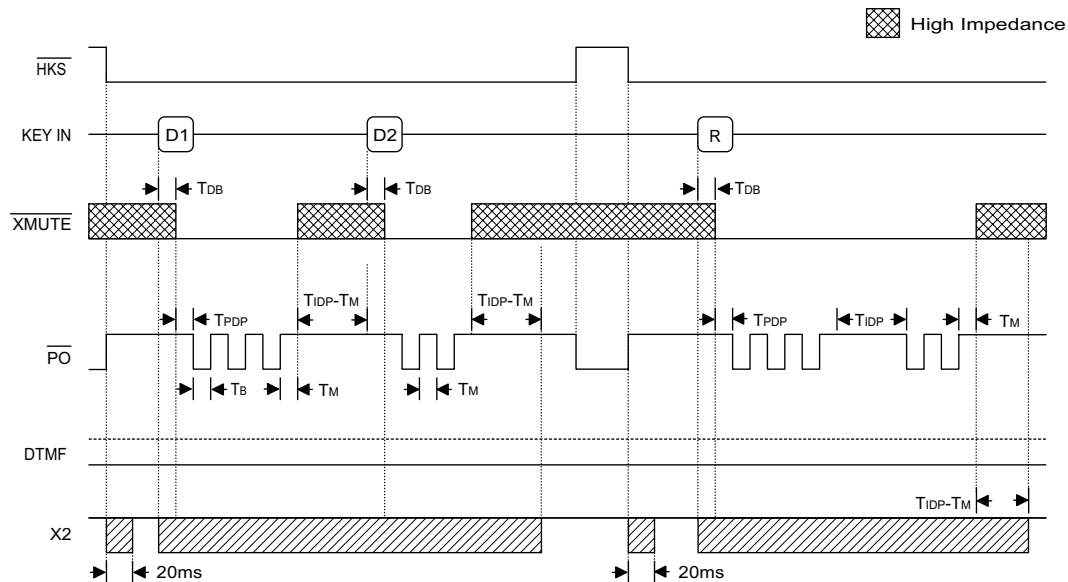 High Impedance
HKS
KEY IN
D1
D2
R
TDB
TDB
TDB
XMUTE
TIDP-TM
TIDP-TM
TPDP
TPDP
TIDP
TM
PO
TB
TM
TM
DTMF
TIDP-TM
X2
20ms
20ms